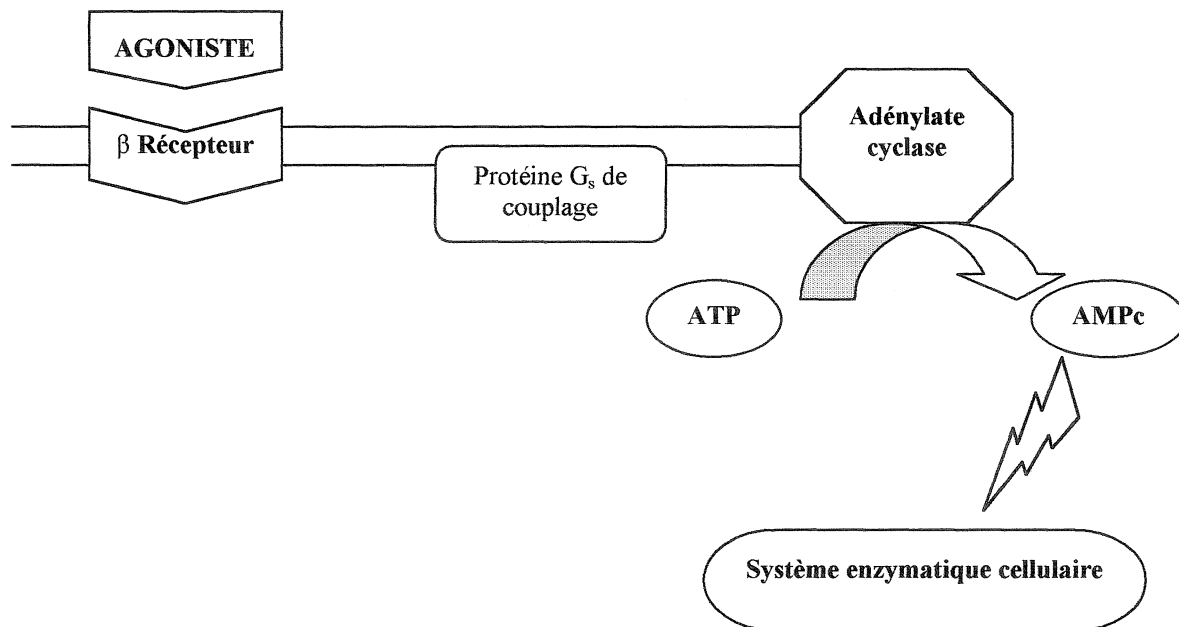 AGONISTE
β Récepteur
Protéine Gs de
couplage
Adénylate
cyclase
ATP
AMPc
Système enzymatique cellulaire